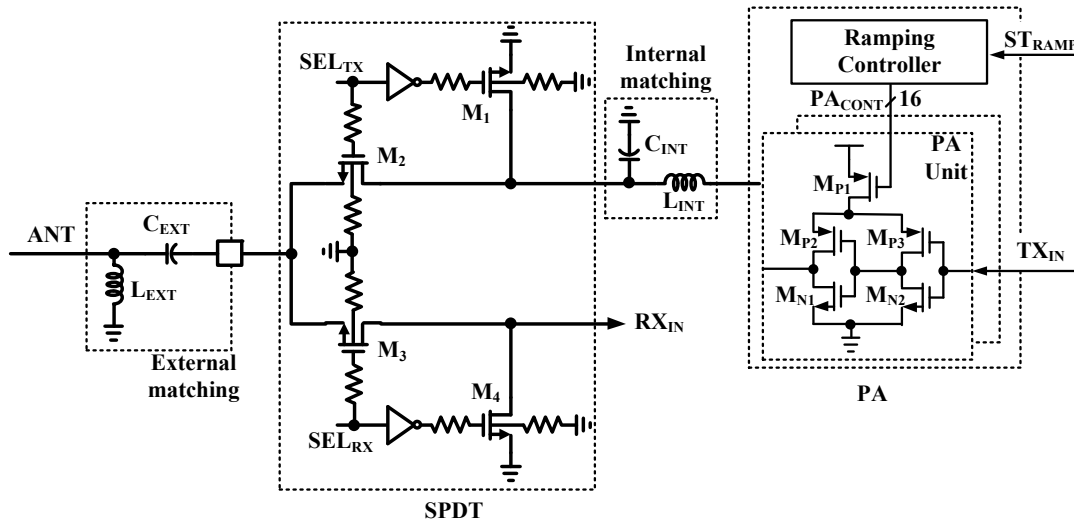 SEL_TX
M_1
M_2
ANT
C_EXT
L_EXT
External
matching
M_3
M_4
SEL_RX
SPDT
RX_IN
Internal
matching
C_INT
L_INT
Ramping
Controller
ST_RAMP
PA_CONT
16
PA
Unit
M_P1
M_P2
M_P3
M_N1
M_N2
TX_IN
PA